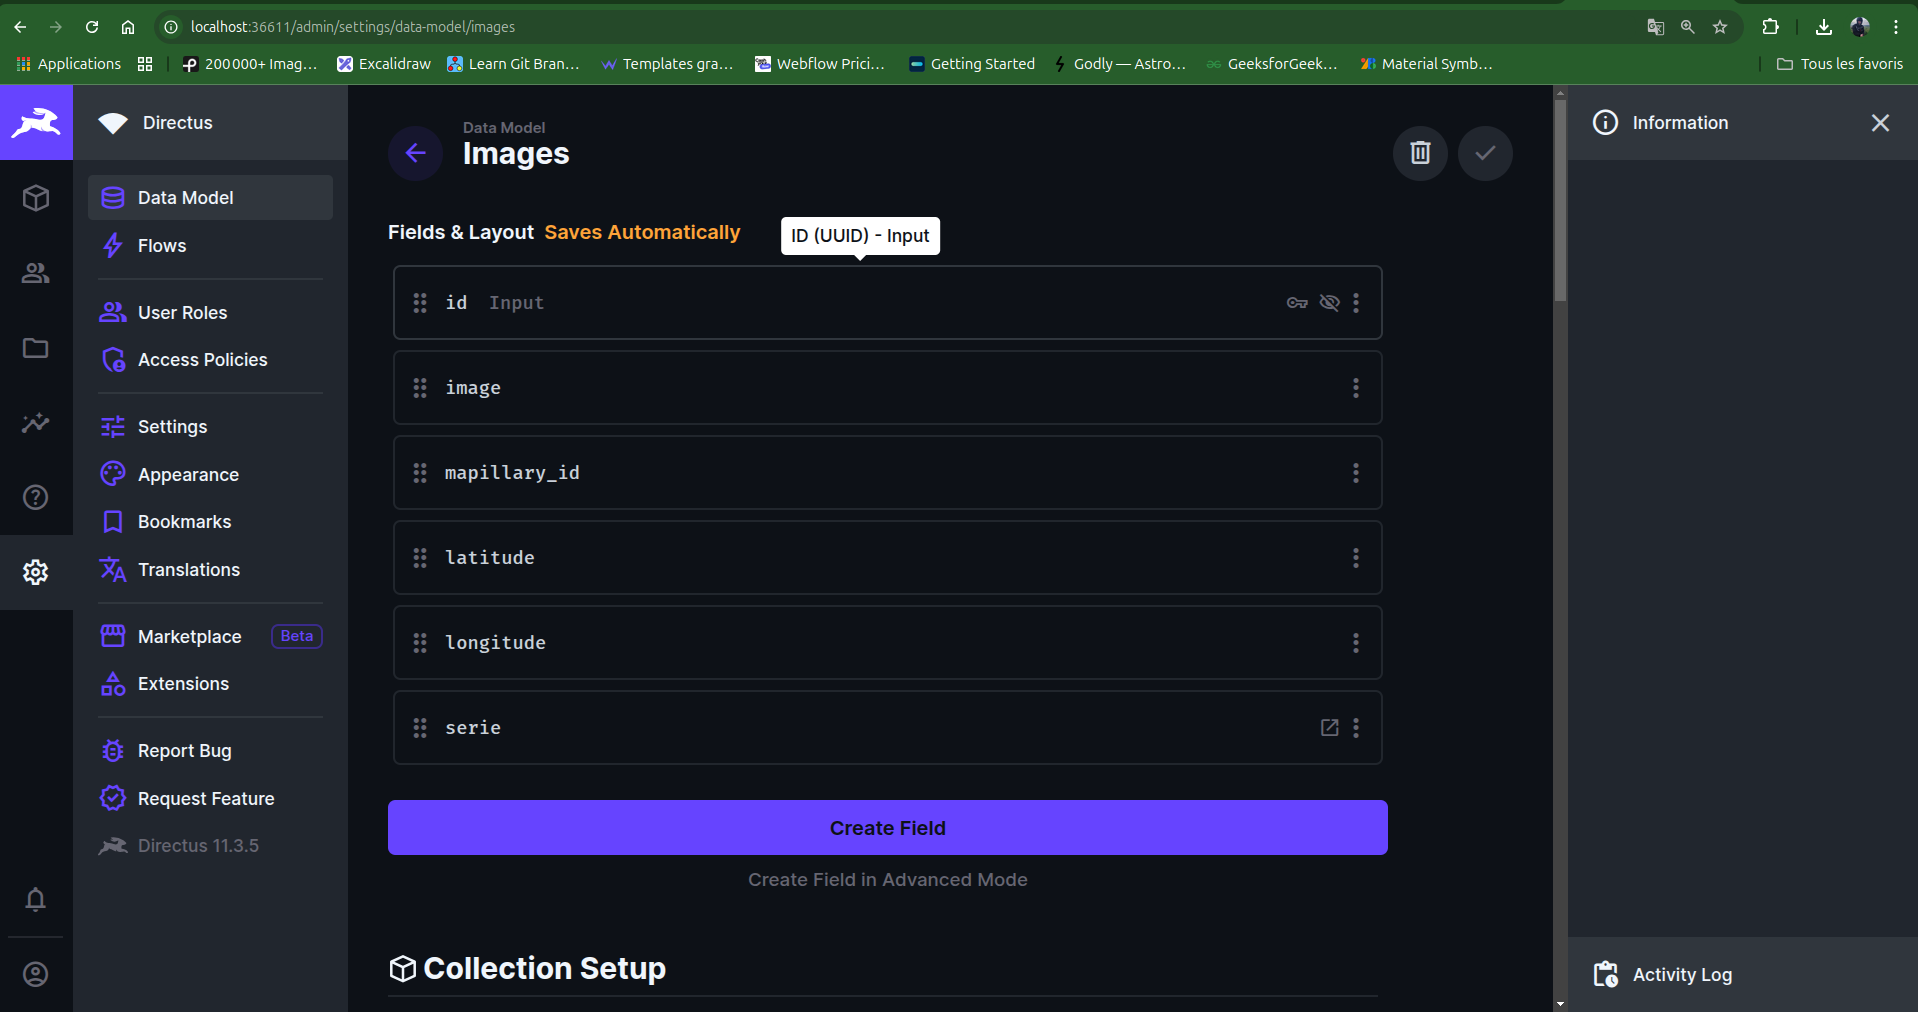 localhost:36611/admin/settings/data-model/images
Applications
200 000+ Imag...
Excalidraw
Learn Git Bran...
Templates gra...
Webflow Prici...
Getting Started
Godly — Astro...
GeeksforGeek...
Material Symb...
Tous les favoris
Directus
Data Model
Flows
User Roles
Access Policies
Settings
Appearance
Bookmarks
Translations
Marketplace Beta
Extensions
Report Bug
Request Feature
Directus 11.3.5
Data Model
Images
Fields & Layout Saves Automatically
ID (UUID) - Input
id Input
image
mapillary_id
latitude
longitude
serie
Create Field
Create Field in Advanced Mode
Collection Setup
Information
Activity Log